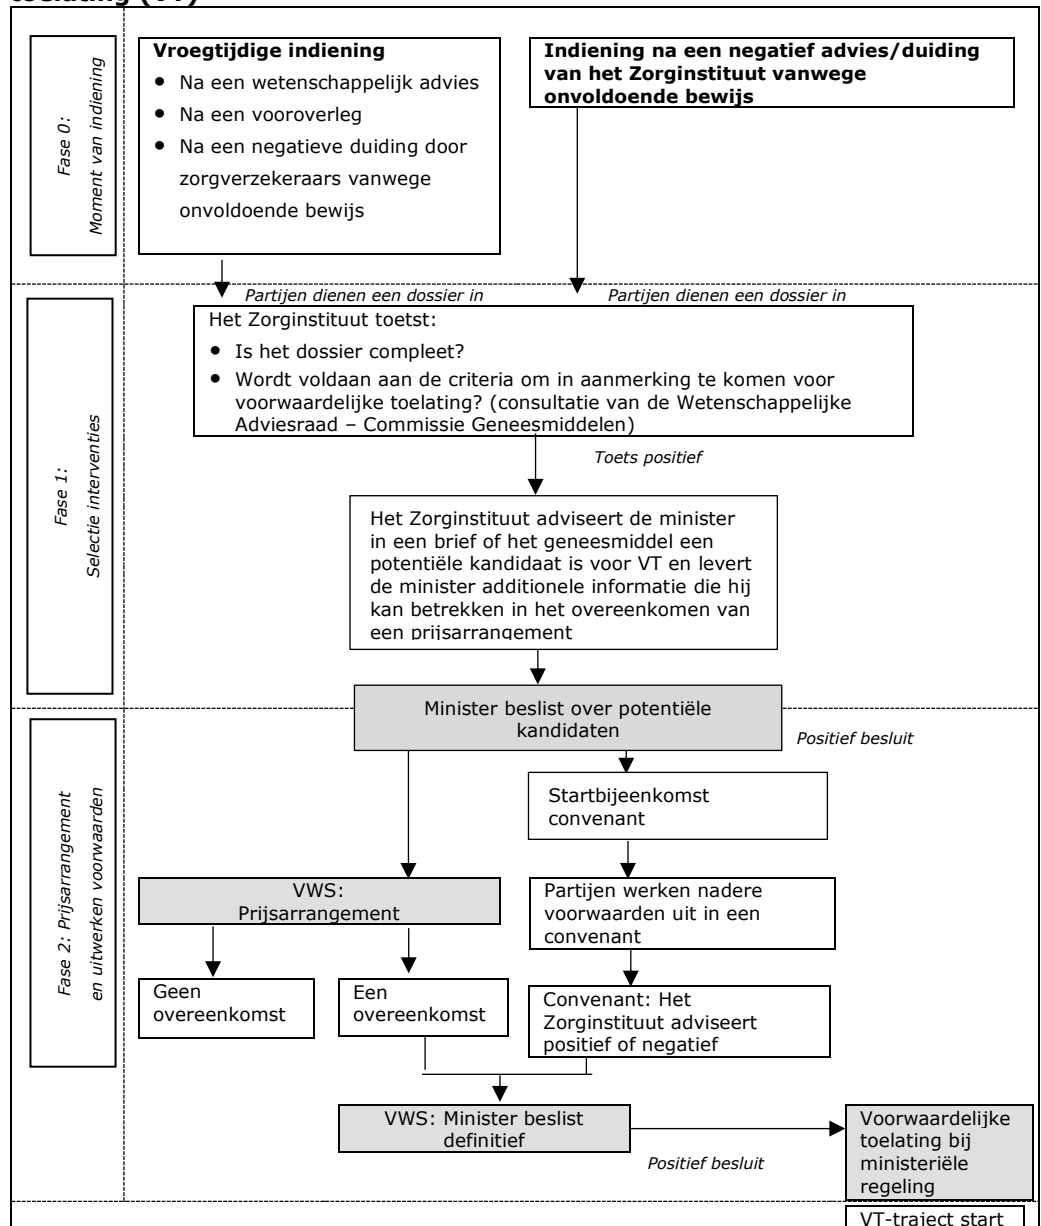 toelating (VT)
Fase 0:
Moment van indiening
Vroegtijdige indiening
• Na een wetenschappelijk advies
• Na een vooroverleg
• Na een negatieve duiding door
zorgverzekeraars vanwege
onvoldoende bewijs
Indiening na een negatief advies/duiding
van het Zorginstituut vanwege
onvoldoende bewijs
Partijen dienen een dossier in
Partijen dienen een dossier in
Fase 1:
Selectie interventies
Het Zorginstituut toetst:
• Is het dossier compleet?
• Wordt voldaan aan de criteria om in aanmerking te komen voor
voorwaardelijke toelating? (consultatie van de Wetenschappelijke
Adviesraad – Commissie Geneesmiddelen)
Toets positief
Het Zorginstituut adviseert de minister
in een brief of het geneesmiddel een
potentiële kandidaat is voor VT en levert
de minister additionele informatie die hij
kan betrekken in het overeenkomen van
een prijsarrangement
Minister beslist over potentiële
kandidaten
Positief besluit
Fase 2: Prijsarrangement
en uitwerken voorwaarden
Startbijeenkomst
convenant
VWS:
Prijsarrangement
Partijen werken nadere
voorwaarden uit in een
convenant
Geen
overeenkomst
Een
overeenkomst
Convenant: Het
Zorginstituut adviseert
positief of negatief
VWS: Minister beslist
definitief
Positief besluit
Voorwaardelijke
toelating bij
ministeriële
regeling
VT-traject start